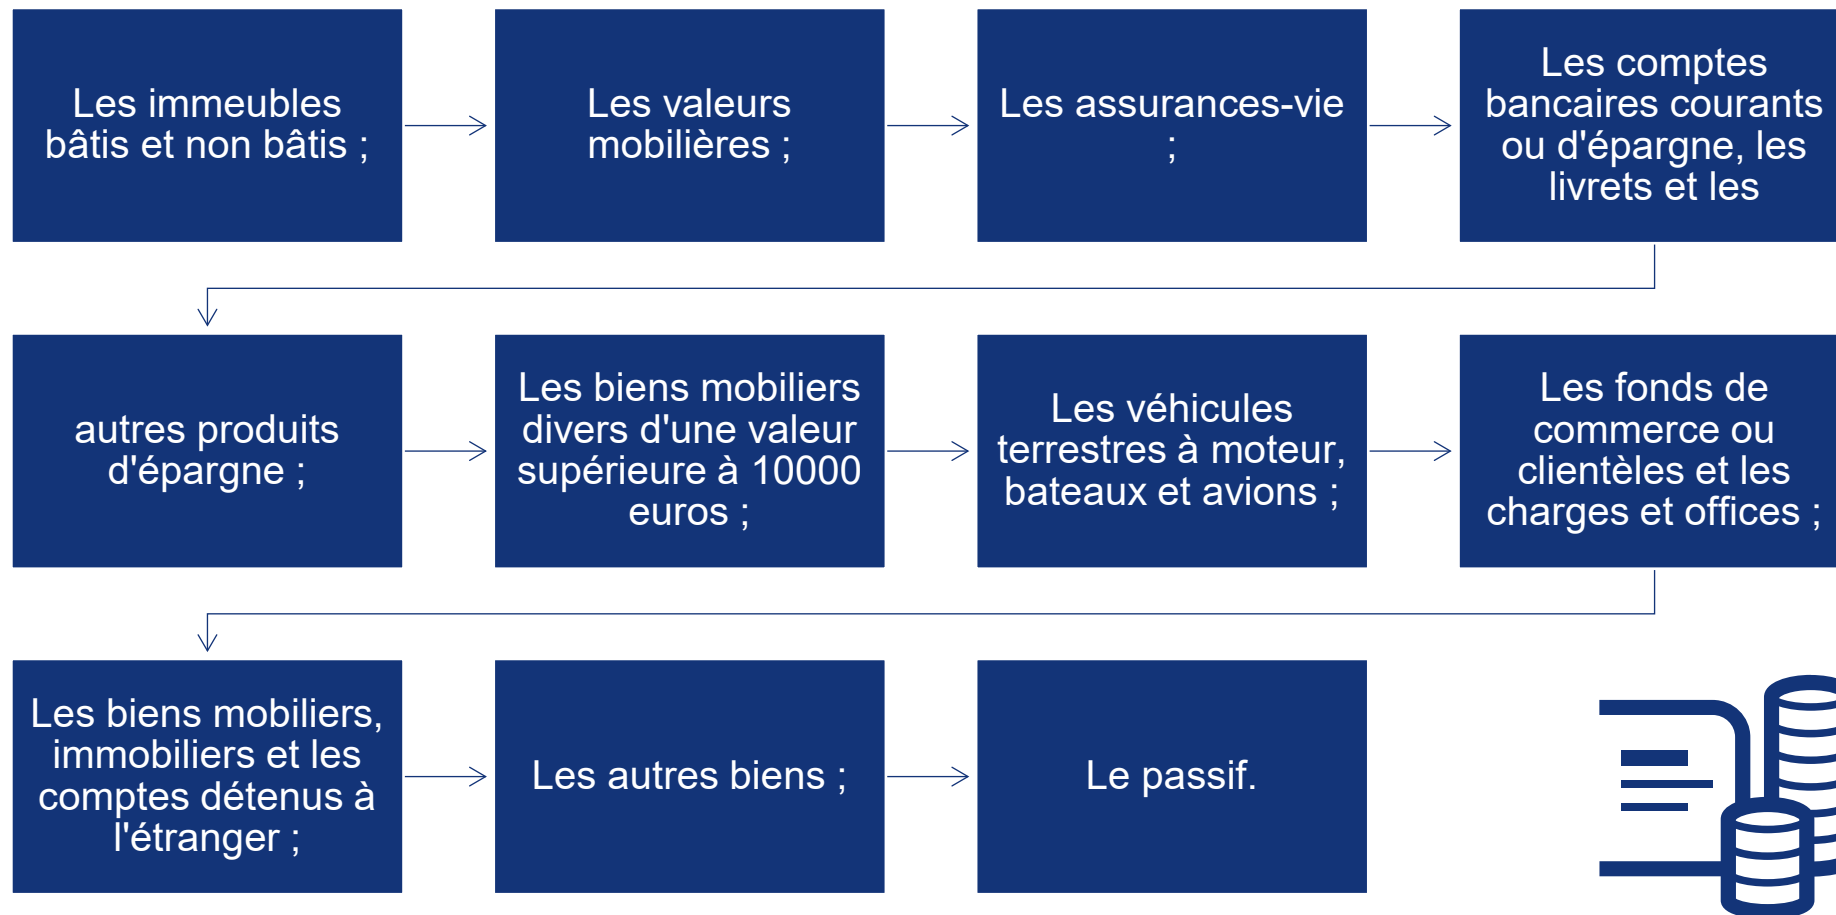 Les immeubles
bâtis et non bâtis ;
Les valeurs
mobilières ;
Les assurances-vie
;
Les comptes
bancaires courants
ou d'épargne, les
livrets et les
autres produits
d'épargne ;
Les biens mobiliers
divers d'une valeur
supérieure à 10000
euros ;
Les véhicules
terrestres à moteur,
bateaux et avions ;
Les fonds de
commerce ou
clientèles et les
charges et offices ;
Les biens mobiliers,
immobiliers et les
comptes détenus à
l'étranger ;
Les autres biens ;
Le passif.